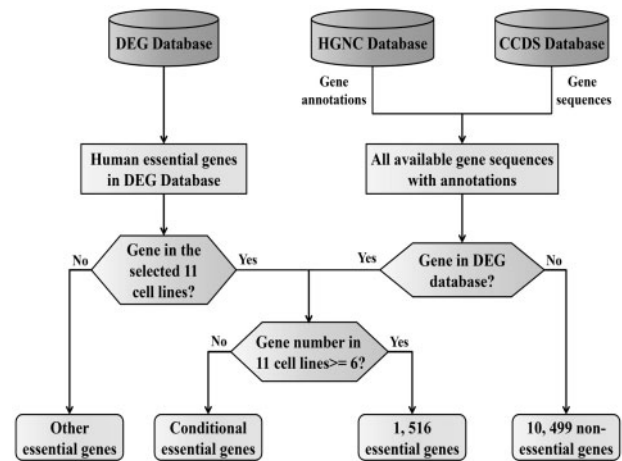 DEG Database
HGNC Database
CCDS Database
Gene
annotations
Gene
sequences
Human essential genes
in DEG Database
All available gene sequences
with annotations
No
Gene in the
selected 11
cell lines?
Yes
Yes
Gene in DEG
database?
No
No
Gene number in
11 cell lines>= 6?
Yes
Other
essential genes
Conditional
essential genes
1, 516
essential genes
10, 499 non-
essential genes